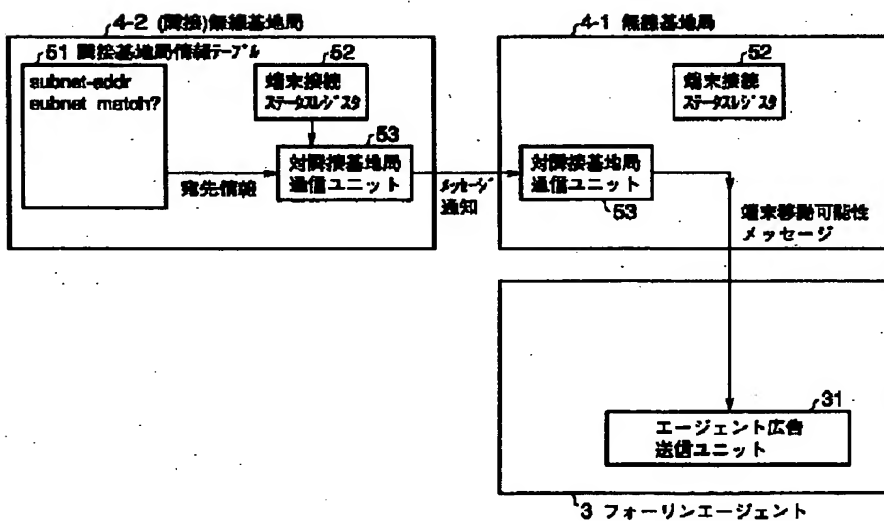 4-2 (隣接)無線基地局
51 隣接基地局情報テーブル
subnet-addr
subnet match?
52
端末接続
ステータスレジスタ
53
対隣接基地局
通信ユニット
宛先情報
メッセージ
通知
4-1 無線基地局
52
端末接続
ステータスレジスタ
対隣接基地局
通信ユニット
53
端末移動可能性
メッセージ
31
エージェント広告
送信ユニット
3 フォーリンエージェント